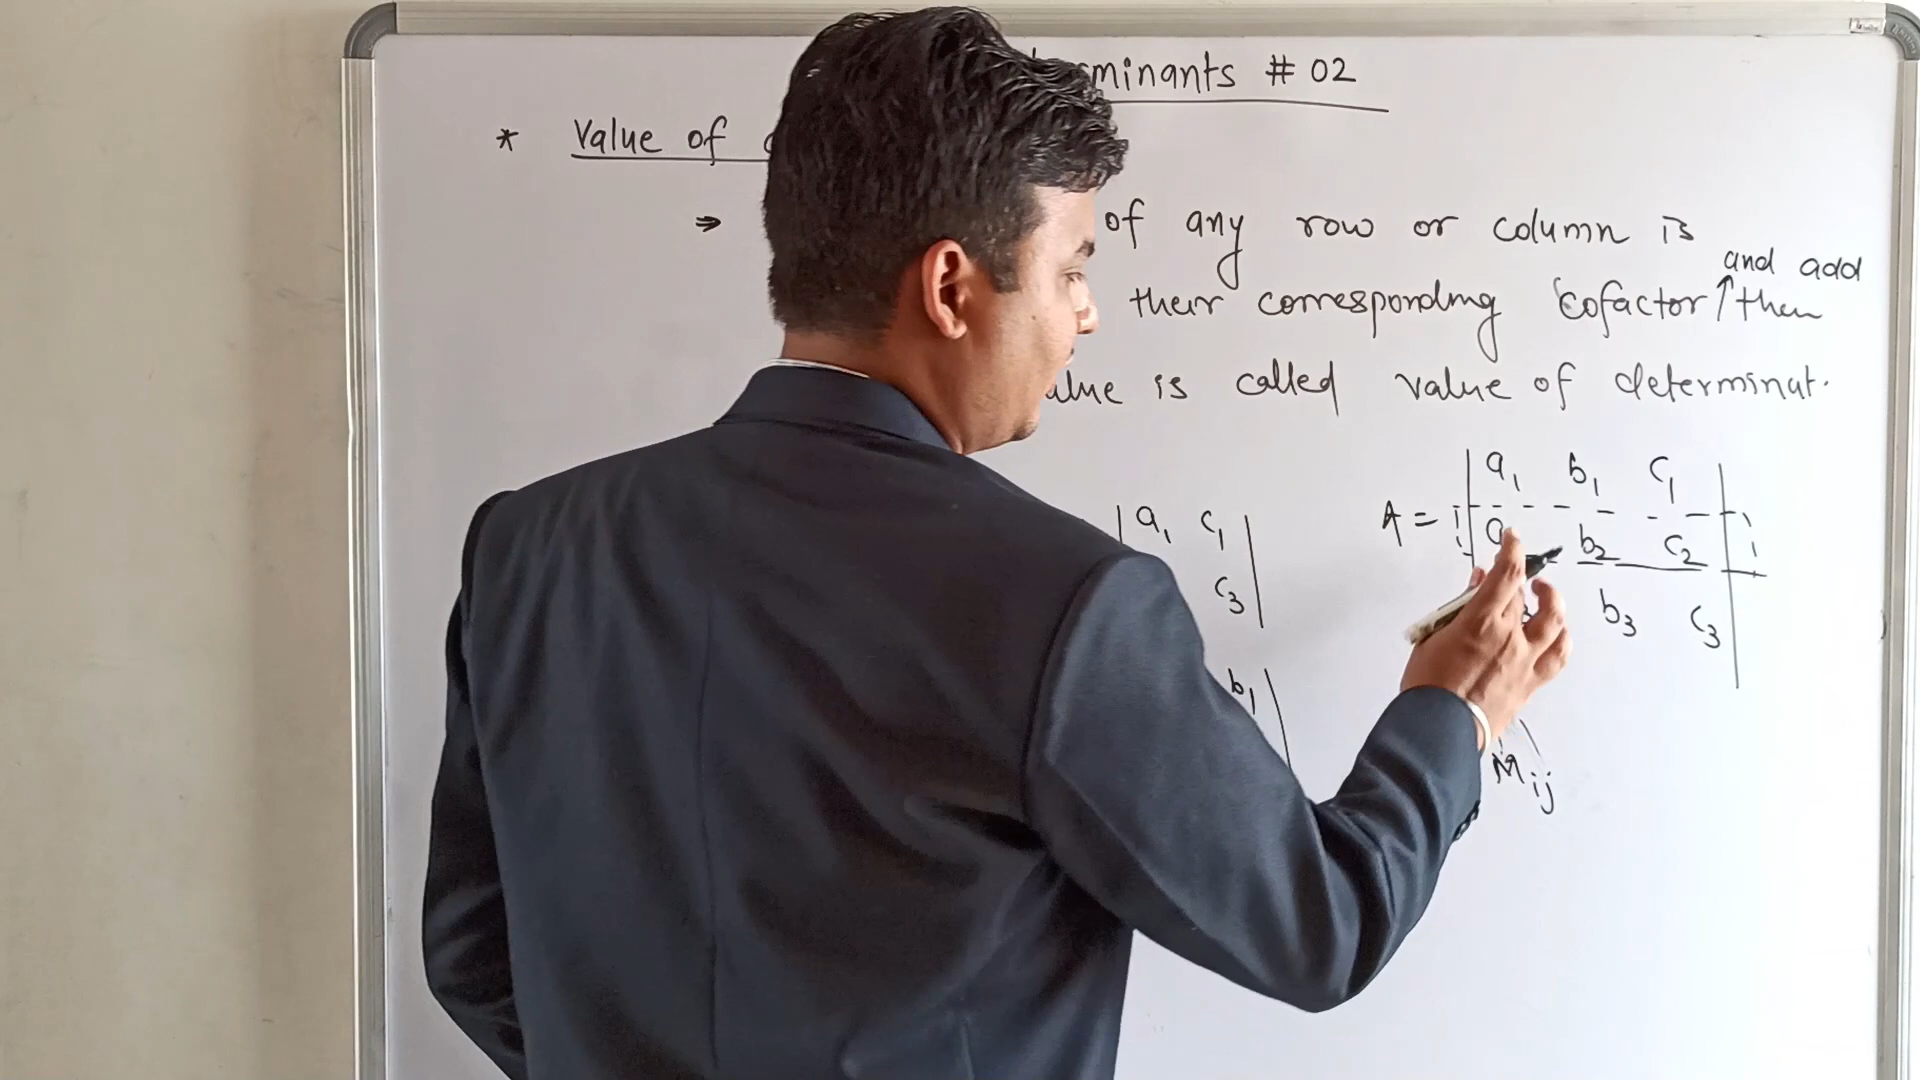 minants # 02
* Value of
⇒ of any row or column is
and add
their corresponding cofactor ↑ then
alue is called value of determinat.
a₁ b₁ c₁
A = a b₂ c₂
b₃ c₃
a₁ c₁
c₃
b₁
Mij